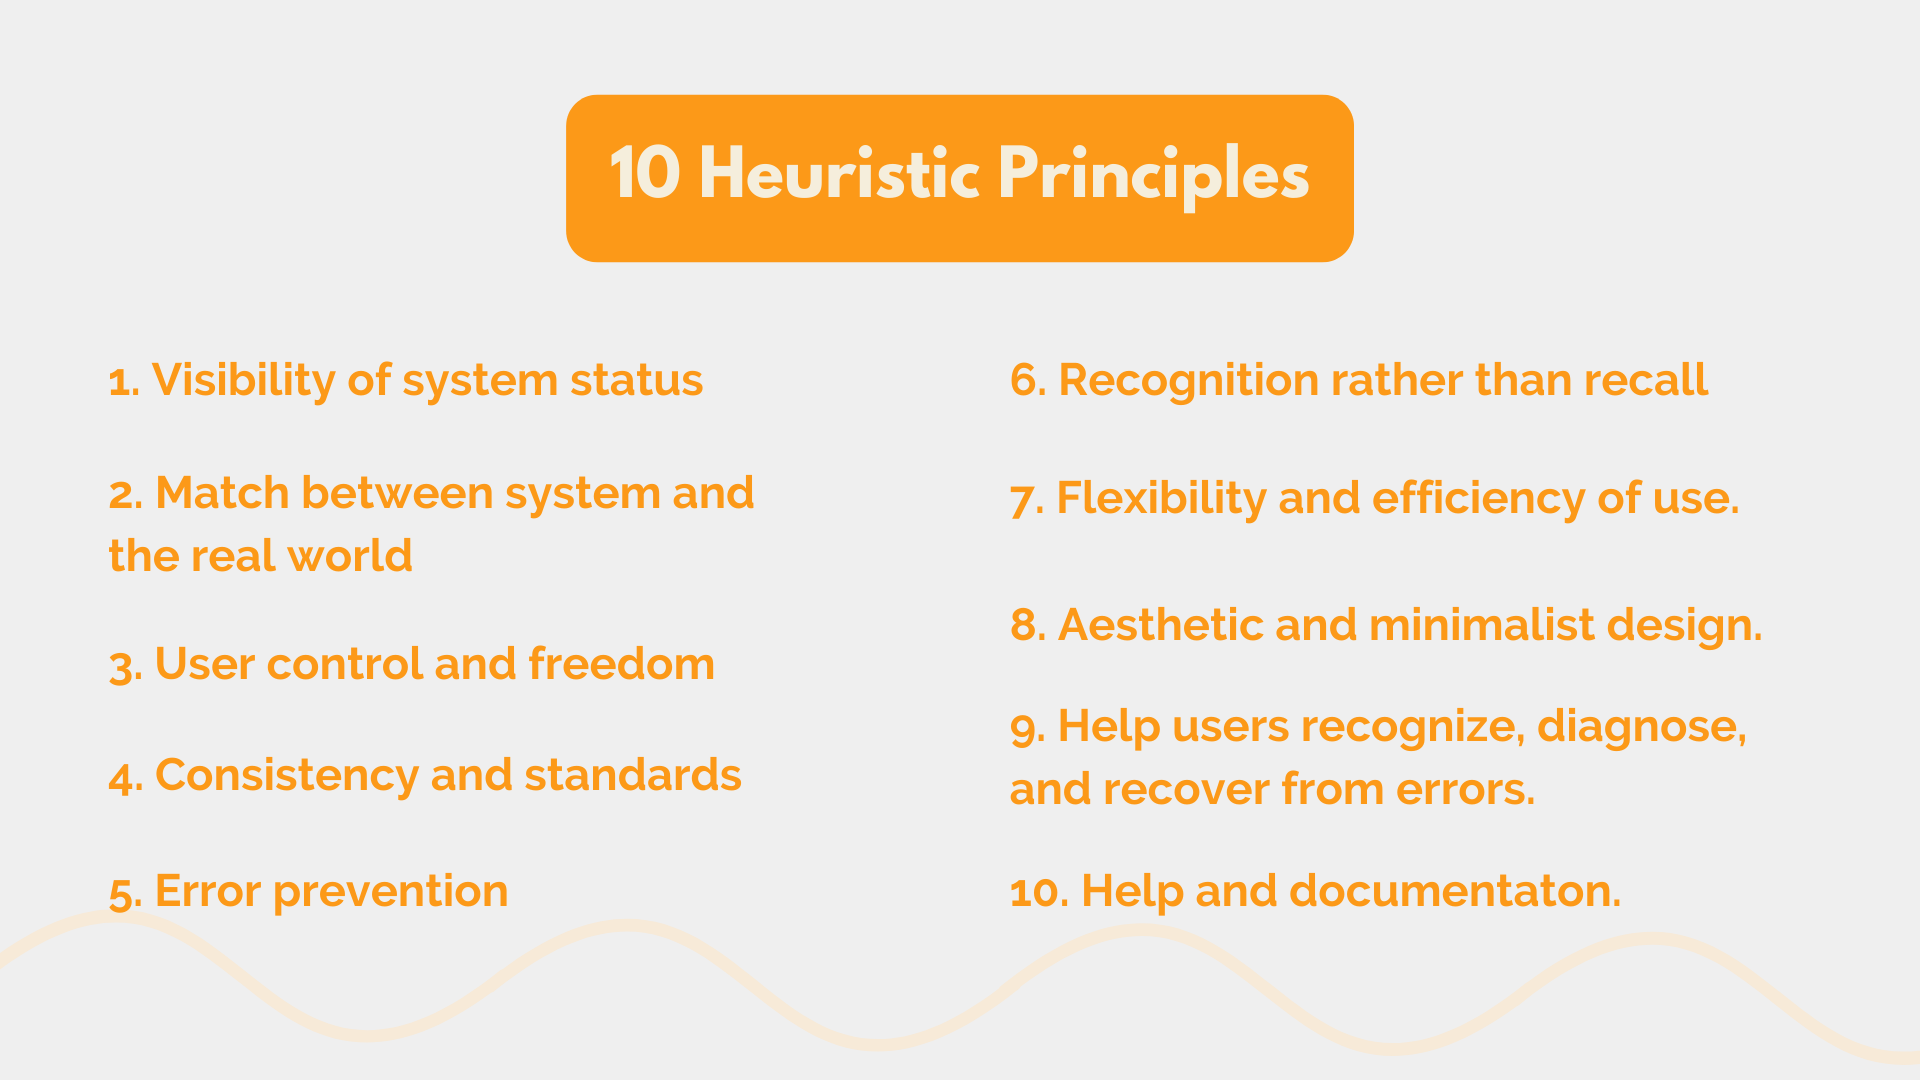 10 Heuristic Principles
1. Visibility of system status
2. Match between system and
the real world
3. User control and freedom
4. Consistency and standards
5. Error prevention
6. Recognition rather than recall
7. Flexibility and efficiency of use.
8. Aesthetic and minimalist design.
9. Help users recognize, diagnose,
and recover from errors.
10. Help and documentaton.